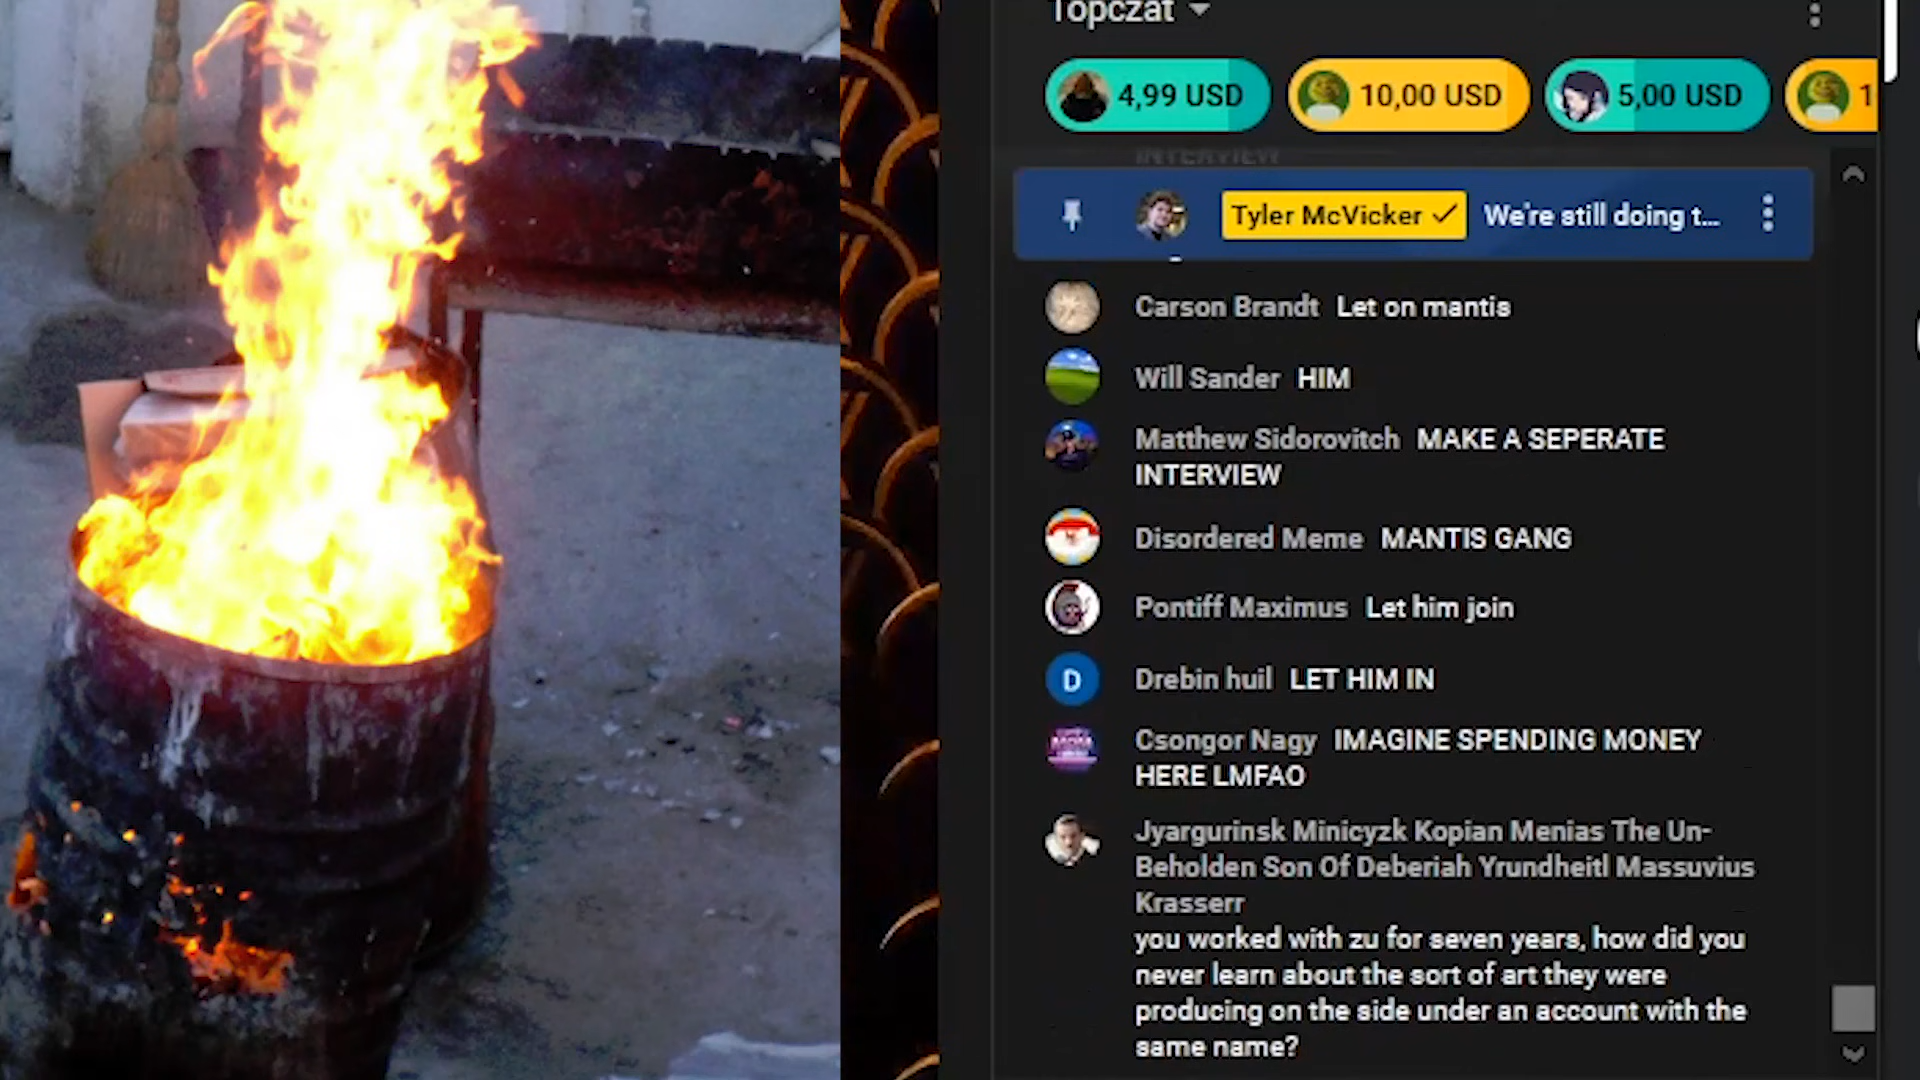 Topczat
4,99 USD 10,00 USD 5,00 USD 1
INTERVIEW
Tyler McVicker We're still doing t...
Carson Brandt Let on mantis
Will Sander HIM
Matthew Sidorovitch MAKE A SEPERATE
INTERVIEW
Disordered Meme MANTIS GANG
Pontiff Maximus Let him join
D Drebin huil LET HIM IN
Csongor Nagy IMAGINE SPENDING MONEY
HERE LMFAO
Jyargurinsk Minicyzk Kopian Menias The Un-
Beholden Son Of Deberiah Yrundheitl Massuvius
Krasserr
you worked with zu for seven years, how did you
never learn about the sort of art they were
producing on the side under an account with the
same name?